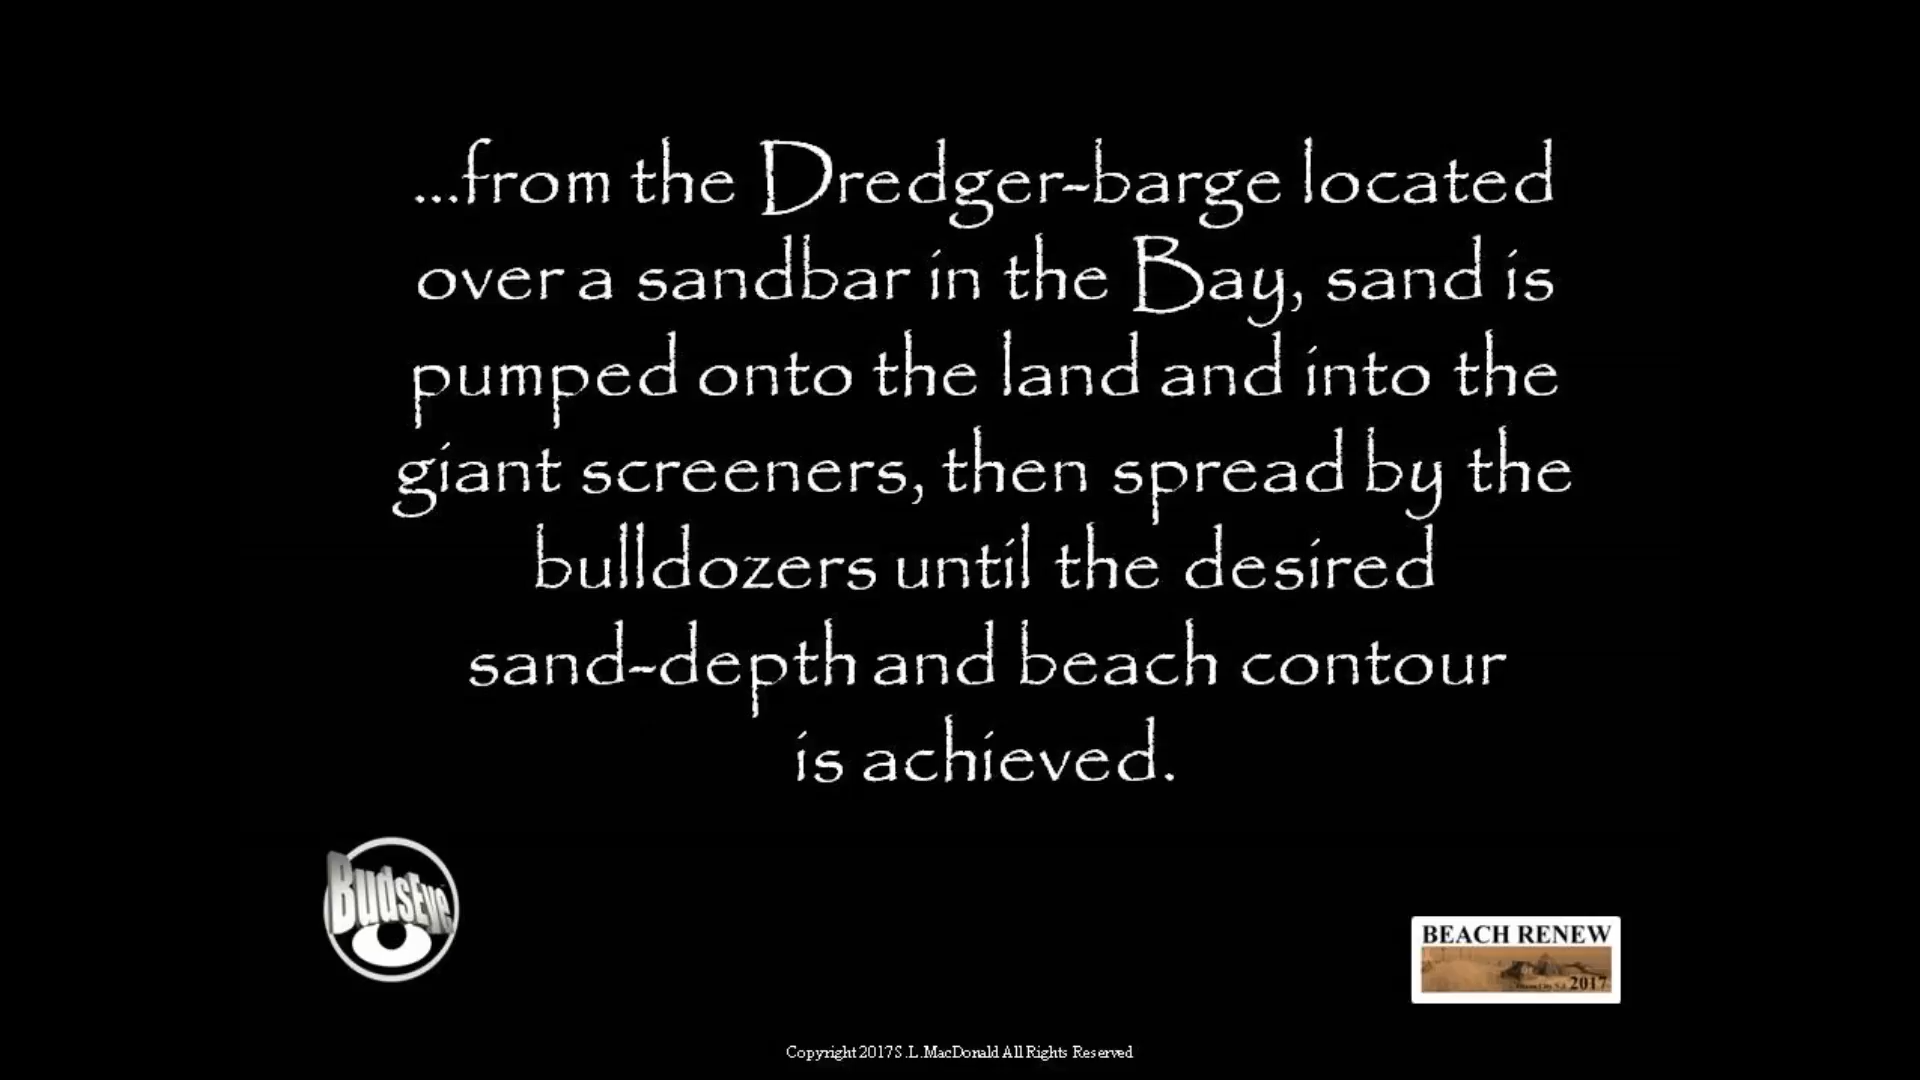 ...from the Dredger-barge located
over a sandbar in the Bay, sand is
pumped onto the land and into the
giant screeners, then spread by the
bulldozers until the desired
sand-depth and beach contour
is achieved.
BudsEye
BEACH RENEW
2017
Copyright 2017 S.L.MacDonald All Rights Reserved